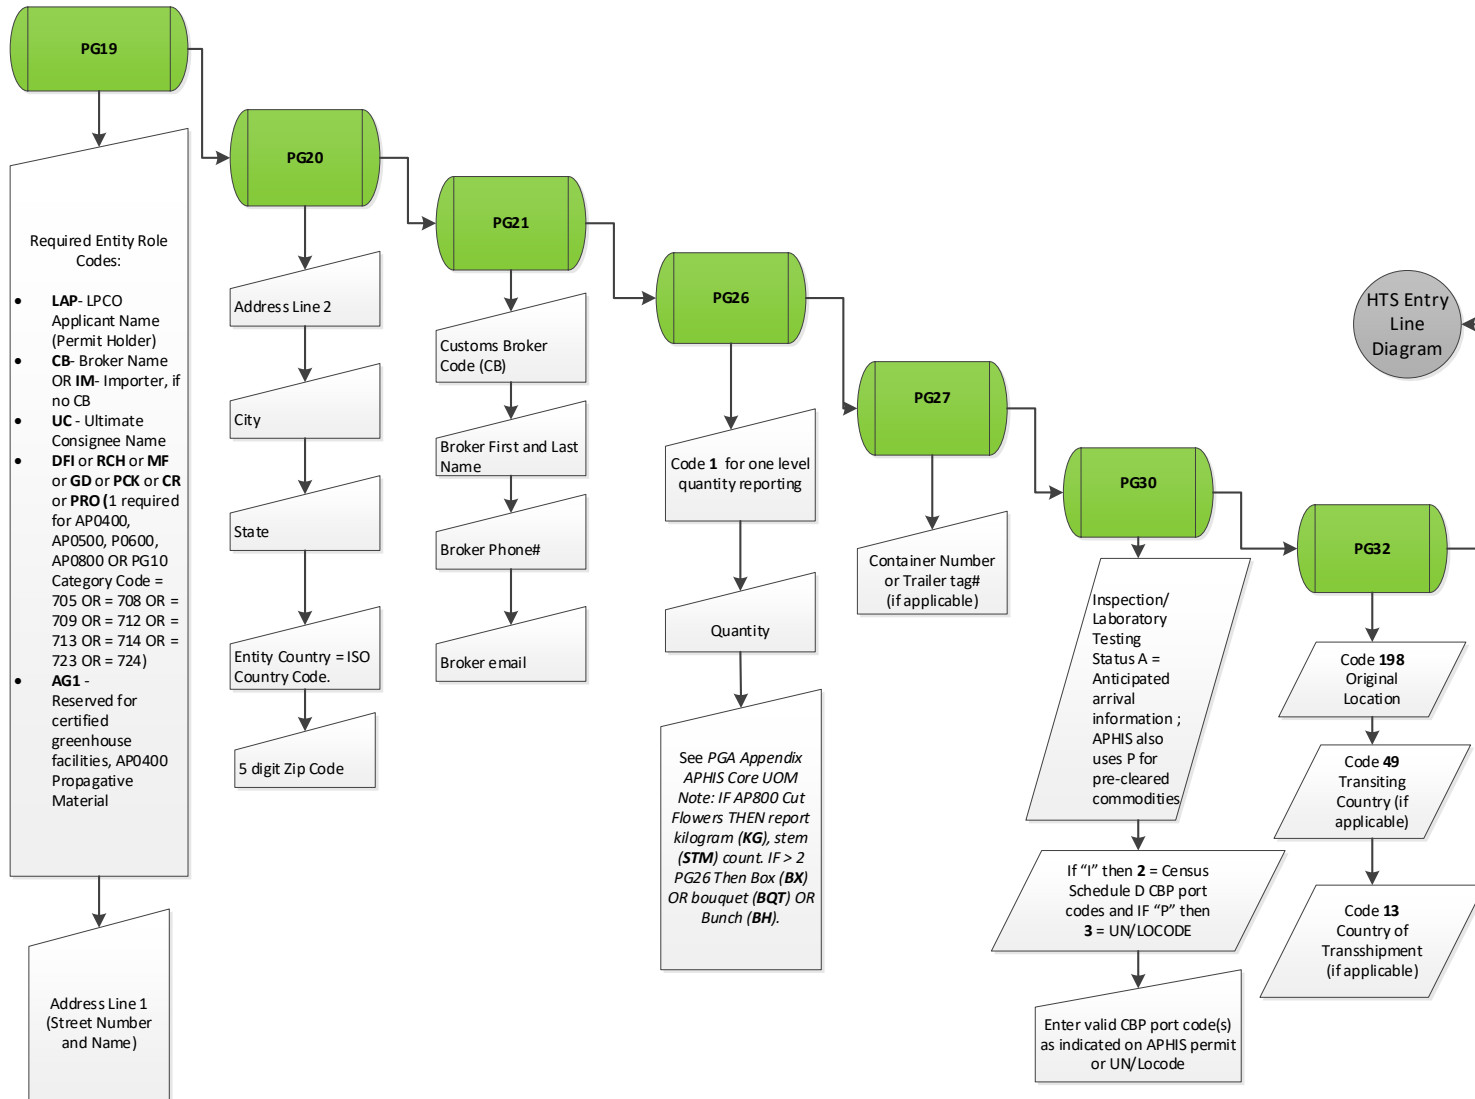 PG19
Required Entity Role
Codes:
• LAP- LPCO
Applicant Name
(Permit Holder)
• CB- Broker Name
OR IM- Importer, if
no CB
• UC - Ultimate
Consignee Name
• DFI or RCH or MF
or GD or PCK or CR
or PRO (1 required
for AP0400,
AP0500, P0600,
AP0800 OR PG10
Category Code =
705 OR = 708 OR =
709 OR = 712 OR =
713 OR = 714 OR =
723 OR = 724)
• AG1 -
Reserved for
certified
greenhouse
facilities, AP0400
Propagative
Material
Address Line 1
(Street Number
and Name)
PG20
Address Line 2
City
State
Entity Country = ISO
Country Code.
5 digit Zip Code
PG21
Customs Broker
Code (CB)
Broker First and Last
Name
Broker Phone#
Broker email
PG26
Code 1 for one level
quantity reporting
Quantity
See PGA Appendix
APHIS Core UOM
Note: IF AP800 Cut
Flowers THEN report
kilogram (KG), stem
(STM) count. IF > 2
PG26 Then Box (BX)
OR bouquet (BQT) OR
Bunch (BH).
PG27
Container Number
or Trailer tag#
(if applicable)
PG30
Inspection/
Laboratory
Testing
Status A =
Anticipated
arrival
information ;
APHIS also
uses P for
pre-cleared
commodities
If “I” then 2 = Census
Schedule D CBP port
codes and IF “P” then
3 = UN/LOCODE
Enter valid CBP port code(s)
as indicated on APHIS permit
or UN/Locode
PG32
Code 198
Original
Location
Code 49
Transiting
Country (if
applicable)
Code 13
Country of
Transshipment
(if applicable)
HTS Entry
Line
Diagram